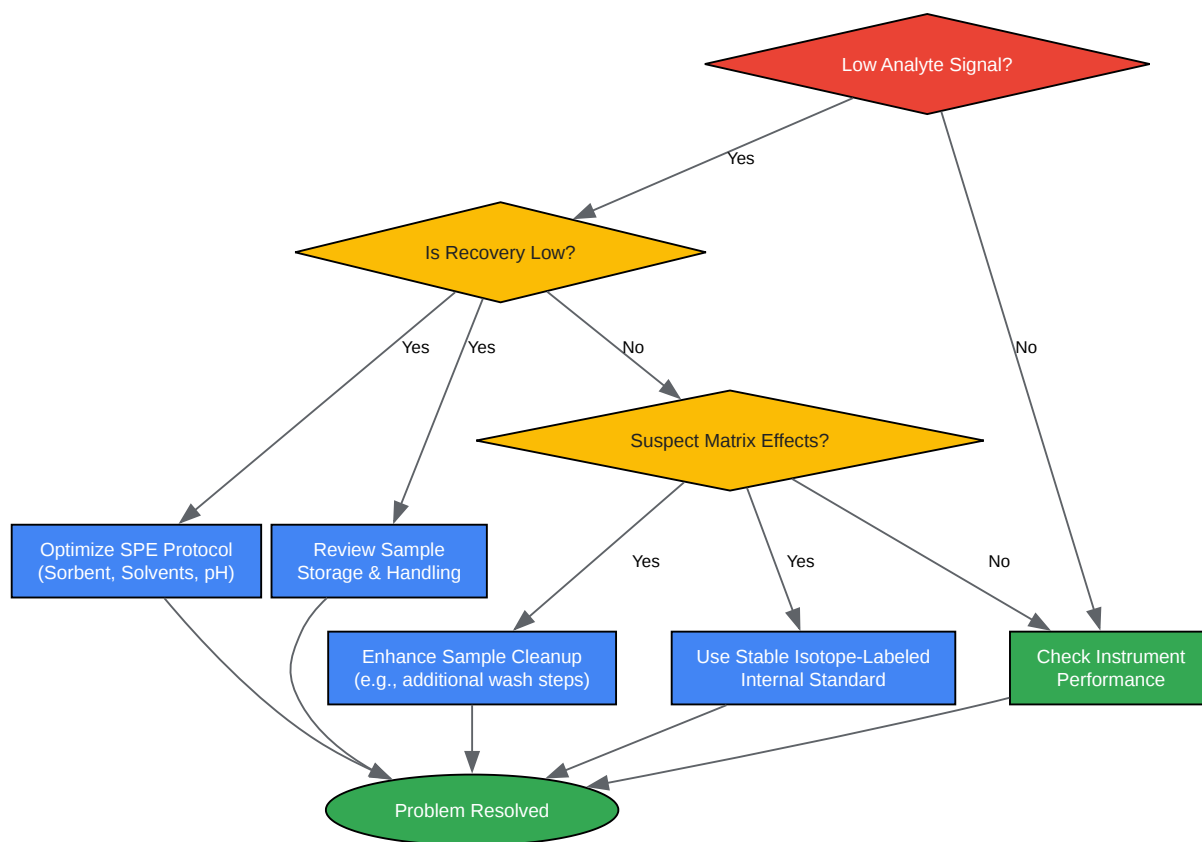 Low Analyte Signal?
Yes
Is Recovery Low?
Yes
Yes
No
No
Suspect Matrix Effects?
Optimize SPE Protocol
(Sorbent, Solvents, pH)
Review Sample
Storage & Handling
Yes
Yes
No
Enhance Sample Cleanup
(e.g., additional wash steps)
Use Stable Isotope-Labeled
Internal Standard
Check Instrument
Performance
Problem Resolved